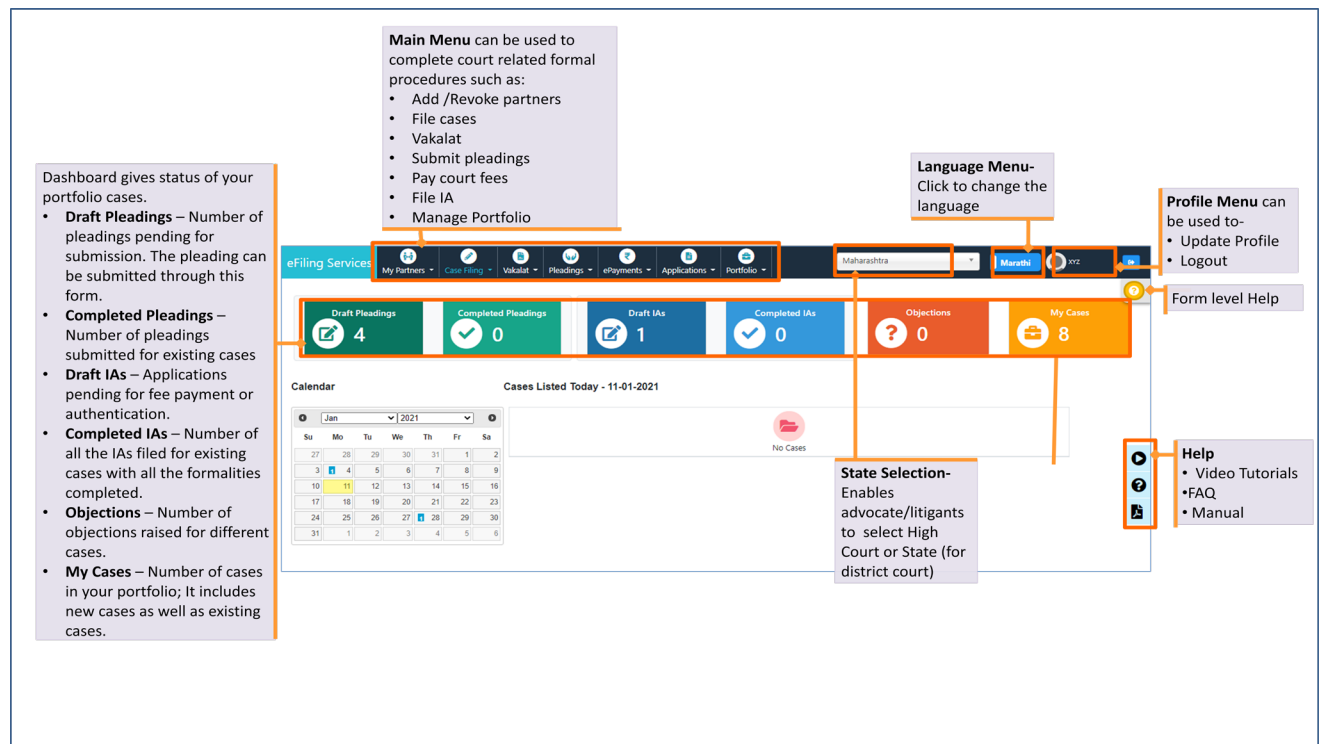 Main Menu can be used to
complete court related formal
procedures such as:
• Add /Revoke partners
• File cases
• Vakalat
• Submit pleadings
• Pay court fees
• File IA
• Manage Portfolio
Language Menu-
Click to change the
language
Profile Menu can
be used to-
• Update Profile
• Logout
Form level Help
Dashboard gives status of your
portfolio cases.
• Draft Pleadings – Number of
pleadings pending for
submission. The pleading can
be submitted through this
form.
• Completed Pleadings –
Number of pleadings
submitted for existing cases
• Draft IAs – Applications
pending for fee payment or
authentication.
• Completed IAs – Number of
all the IAs filed for existing
cases with all the formalities
completed.
• Objections – Number of
objections raised for different
cases.
• My Cases – Number of cases
in your portfolio; It includes
new cases as well as existing
cases.
eFiling Services My Partners Case Filing Vakalat Pleadings ePayments Applications Portfolio Maharashtra Marathi XYZ
Draft Pleadings Completed Pleadings Draft IAs Completed IAs Objections My Cases
4 0 1 0 0 8
Calendar
Cases Listed Today - 11-01-2021
Jan 2021
Su Mo Tu We Th Fr Sa
27 28 29 30 31 1 2
3 1 4 5 6 7 8 9
10 11 12 13 14 15 16
17 18 19 20 21 22 23
24 25 26 27 1 28 29 30
31 1 2 3 4 5 6
No Cases
State Selection-
Enables
advocate/litigants
to select High
Court or State (for
district court)
Help
• Video Tutorials
•FAQ
• Manual